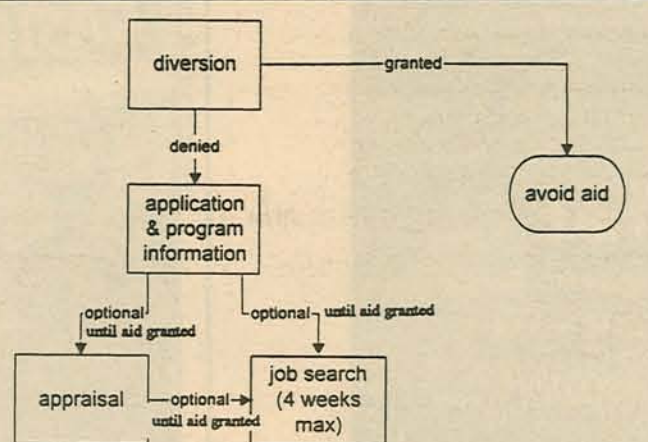 diversion
granted
denied
avoid aid
application
& program
information
optional
until aid granted
optional
until aid granted
appraisal
optional
until aid granted
job search
(4 weeks
max)